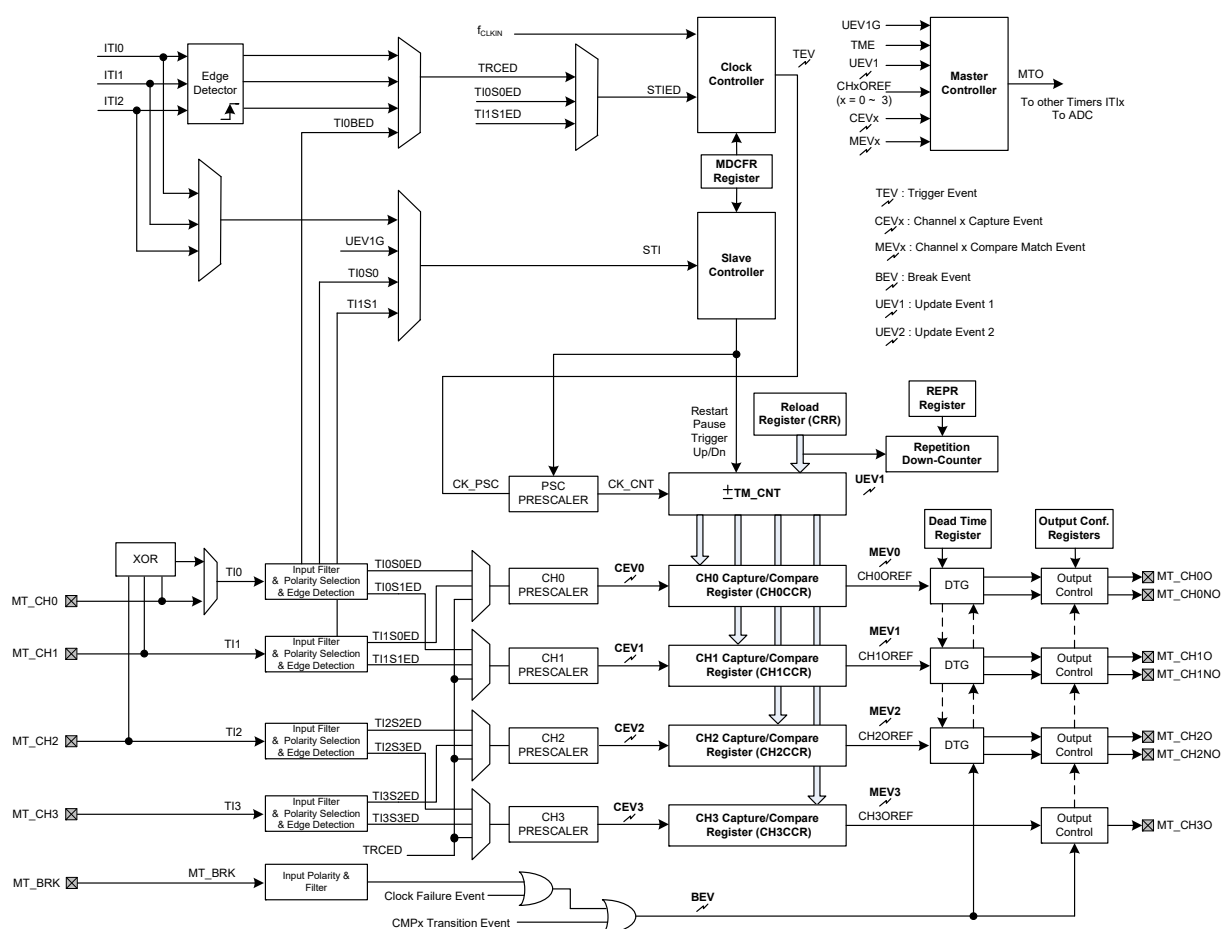 ITI0
ITI1
ITI2
Edge
Detector
TI0BED
fCLKIN
TRCED
TI0S0ED
TI1S1ED
STIED
Clock
Controller
TEV
UEV1G
TME
UEV1
CHxOREF
(x = 0 ~ 3)
CEVx
MEVx
Master
Controller
MTO
To other Timers ITIx
To ADC
MDCFR
Register
UEV1G
TI0S0
TI1S1
STI
Slave
Controller
TEV : Trigger Event
CEVx : Channel x Capture Event
MEVx : Channel x Compare Match Event
BEV : Break Event
UEV1 : Update Event 1
UEV2 : Update Event 2
Restart
Pause
Trigger
Up/Dn
Reload
Register (CRR)
REPR
Register
Repetition
Down-Counter
CK_PSC
PSC
PRESCALER
CK_CNT
±TM_CNT
UEV1
Dead Time
Register
Output Conf.
Registers
XOR
TI0
MT_CH0
Input Filter
& Polarity Selection
& Edge Detection
TI0S0ED
TI0S1ED
CH0
PRESCALER
CEV0
CH0 Capture/Compare
Register (CH0CCR)
MEV0
CH0OREF
DTG
Output
Control
MT_CH0O
MT_CH0NO
MT_CH1
TI1
Input Filter
& Polarity Selection
& Edge Detection
TI1S0ED
TI1S1ED
CH1
PRESCALER
CEV1
CH1 Capture/Compare
Register (CH1CCR)
MEV1
CH1OREF
DTG
Output
Control
MT_CH1O
MT_CH1NO
MT_CH2
TI2
Input Filter
& Polarity Selection
& Edge Detection
TI2S2ED
TI2S3ED
CH2
PRESCALER
CEV2
CH2 Capture/Compare
Register (CH2CCR)
MEV2
CH2OREF
DTG
Output
Control
MT_CH2O
MT_CH2NO
MT_CH3
TI3
Input Filter
& Polarity Selection
& Edge Detection
TI3S2ED
TI3S3ED
TRCED
CH3
PRESCALER
CEV3
CH3 Capture/Compare
Register (CH3CCR)
MEV3
CH3OREF
Output
Control
MT_CH3O
MT_BRK
MT_BRK
Input Polarity &
Filter
Clock Failure Event
CMPx Transition Event
BEV